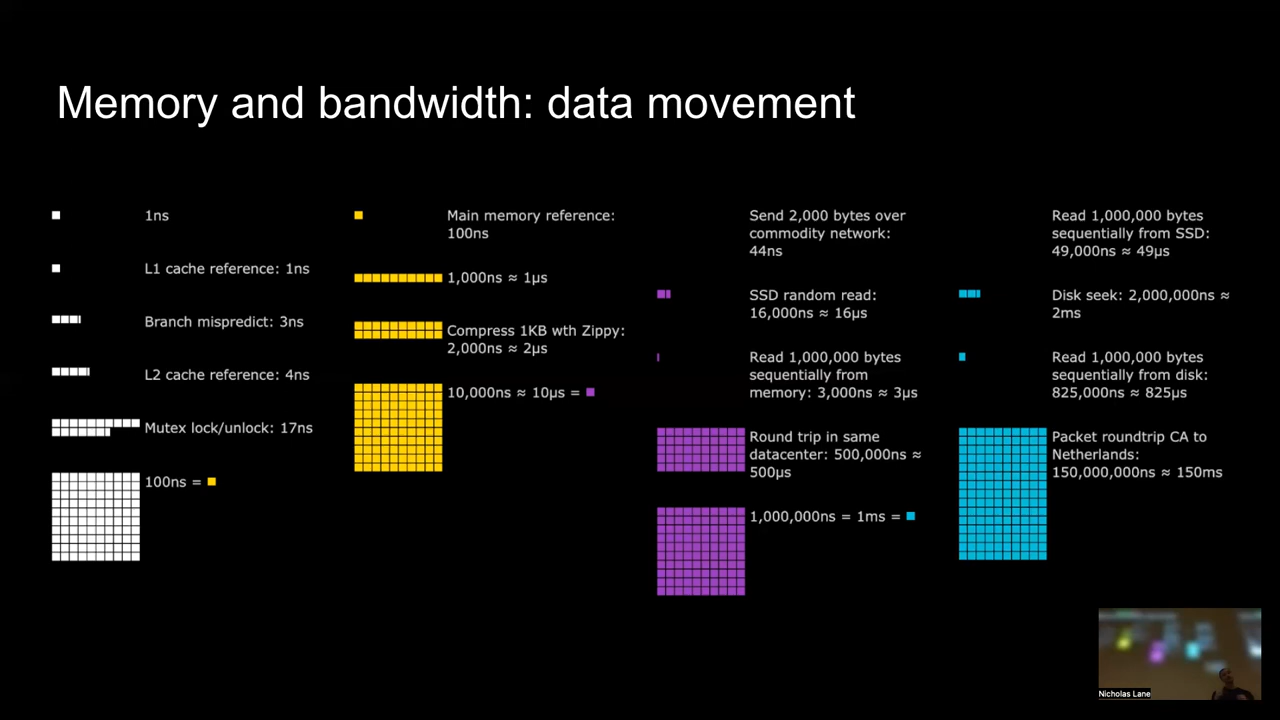 Memory and bandwidth: data movement
1ns
L1 cache reference: 1ns
Branch mispredict: 3ns
L2 cache reference: 4ns
Mutex lock/unlock: 17ns
100ns =
Main memory reference:
100ns
1,000ns ≈ 1μs
Compress 1KB wth Zippy:
2,000ns ≈ 2μs
10,000ns ≈ 10μs =
Send 2,000 bytes over
commodity network:
44ns
SSD random read:
16,000ns ≈ 16μs
Read 1,000,000 bytes
sequentially from
memory: 3,000ns ≈ 3μs
Round trip in same
datacenter: 500,000ns ≈
500μs
1,000,000ns = 1ms =
Read 1,000,000 bytes
sequentially from SSD:
49,000ns ≈ 49μs
Disk seek: 2,000,000ns ≈
2ms
Read 1,000,000 bytes
sequentially from disk:
825,000ns ≈ 825μs
Packet roundtrip CA to
Netherlands:
150,000,000ns ≈ 150ms
Nicholas Lane